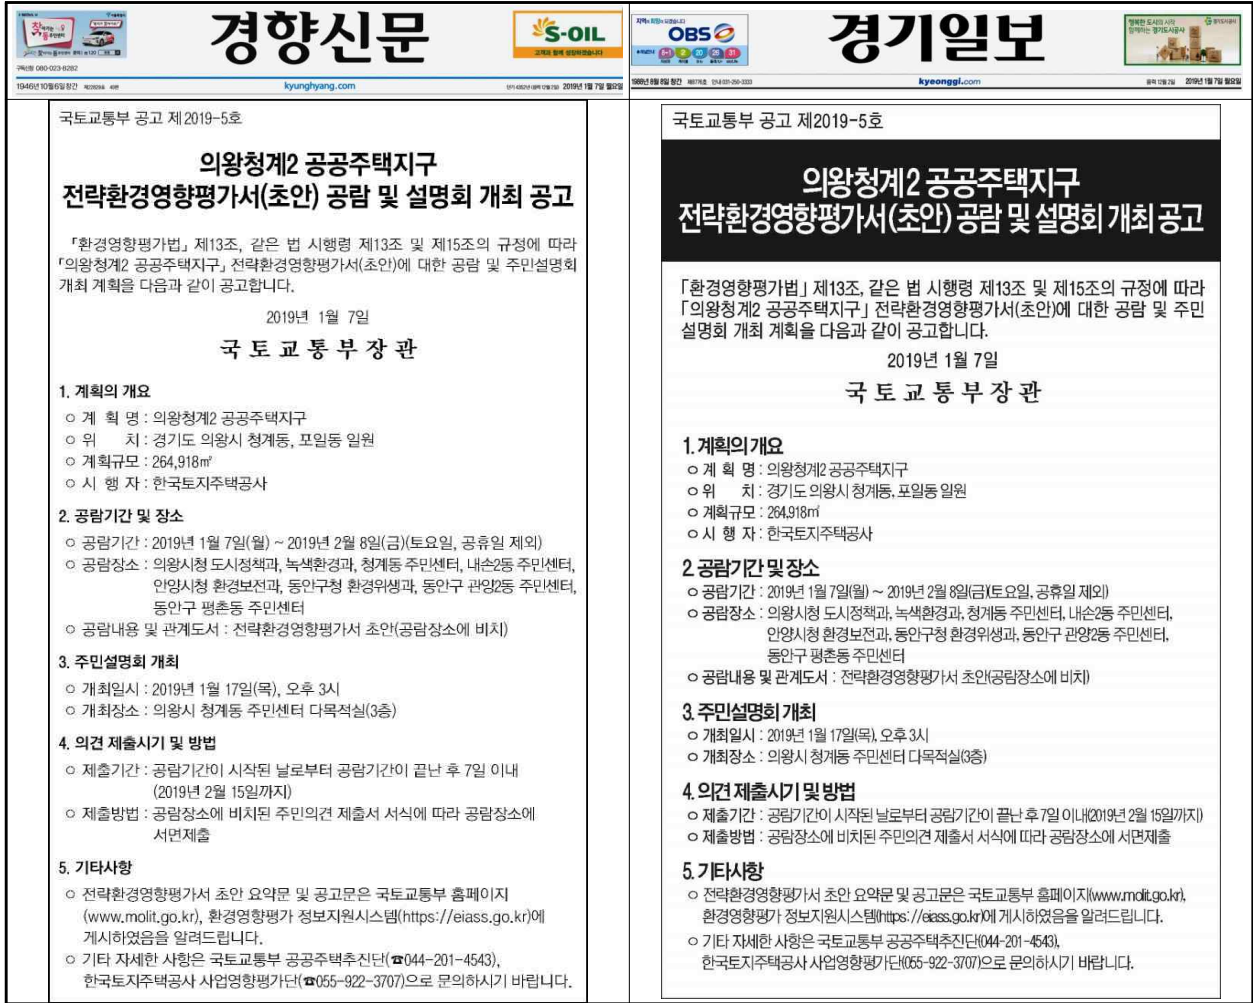 경향신문
S-OIL
고객과 함께 성장하겠습니다
구독신청 080-023-8282
1946년 10월 6일 창간
kyunghyang.com
2019년 1월 7일 월요일
국토교통부 공고 제2019-5호
의왕청계2 공공주택지구
전략환경영향평가서(초안) 공람 및 설명회 개최 공고
「환경영향평가법」 제13조, 같은 법 시행령 제13조 및 제15조의 규정에 따라
「의왕청계2 공공주택지구」 전략환경영향평가서(초안)에 대한 공람 및 주민설명회
개최 계획을 다음과 같이 공고합니다.
2019년 1월 7일
국 토 교 통 부 장 관
1. 계획의 개요
○ 계 획 명 : 의왕청계2 공공주택지구
○ 위 치 : 경기도 의왕시 청계동, 포일동 일원
○ 계획규모 : 264,918㎡
○ 시 행 자 : 한국토지주택공사
2. 공람기간 및 장소
○ 공람기간 : 2019년 1월 7일(월) ~ 2019년 2월 8일(금)(토요일, 공휴일 제외)
○ 공람장소 : 의왕시청 도시정책과, 녹색환경과, 청계동 주민센터, 내손2동 주민센터,
안양시청 환경보전과, 동안구청 환경위생과, 동안구 관양2동 주민센터,
동안구 평촌동 주민센터
○ 공람내용 및 관계도서 : 전략환경영향평가서 초안(공람장소에 비치)
3. 주민설명회 개최
○ 개최일시 : 2019년 1월 17일(목), 오후 3시
○ 개최장소 : 의왕시 청계동 주민센터 다목적실(3층)
4. 의견 제출시기 및 방법
○ 제출기간 : 공람기간이 시작된 날로부터 공람기간이 끝난 후 7일 이내
(2019년 2월 15일까지)
○ 제출방법 : 공람장소에 비치된 주민의견 제출서 서식에 따라 공람장소에
서면제출
5. 기타사항
○ 전략환경영향평가서 초안 요약문 및 공고문은 국토교통부 홈페이지
(www.molit.go.kr), 환경영향평가 정보지원시스템(https://eiass.go.kr)에
게시하였음을 알려드립니다.
○ 기타 자세한 사항은 국토교통부 공공주택추진단(☎044-201-4543),
한국토지주택공사 사업영향평가단(☎055-922-3707)으로 문의하시기 바랍니다.
OBS
경기일보
행복한 도시의 시작
함께하는 경기도시공사
경기도시공사
1988년 8월 8일 창간
kyeonggi.com
음력 12월 2일 2019년 1월 7일 월요일
국토교통부 공고 제2019-5호
의왕청계2 공공주택지구
전략환경영향평가서(초안) 공람 및 설명회 개최 공고
「환경영향평가법」 제13조, 같은 법 시행령 제13조 및 제15조의 규정에 따라
「의왕청계2 공공주택지구」 전략환경영향평가서(초안)에 대한 공람 및 주민
설명회 개최 계획을 다음과 같이 공고합니다.
2019년 1월 7일
국 토 교 통 부 장 관
1. 계획의 개요
○ 계 획 명 : 의왕청계2 공공주택지구
○ 위 치 : 경기도 의왕시 청계동, 포일동 일원
○ 계획규모 : 264,918㎡
○ 시 행 자 : 한국토지주택공사
2. 공람기간 및 장소
○ 공람기간 : 2019년 1월 7일(월) ~ 2019년 2월 8일(금)(토요일, 공휴일 제외)
○ 공람장소 : 의왕시청 도시정책과, 녹색환경과, 청계동 주민센터, 내손2동 주민센터,
안양시청 환경보전과, 동안구청 환경위생과, 동안구 관양2동 주민센터,
동안구 평촌동 주민센터
○ 공람내용 및 관계도서 : 전략환경영향평가서 초안(공람장소에 비치)
3. 주민설명회 개최
○ 개최일시 : 2019년 1월 17일(목), 오후 3시
○ 개최장소 : 의왕시 청계동 주민센터 다목적실(3층)
4. 의견 제출시기 및 방법
○ 제출기간 : 공람기간이 시작된 날로부터 공람기간이 끝난 후 7일 이내(2019년 2월 15일까지)
○ 제출방법 : 공람장소에 비치된 주민의견 제출서 서식에 따라 공람장소에 서면제출
5. 기타사항
○ 전략환경영향평가서 초안 요약문 및 공고문은 국토교통부 홈페이지(www.molit.go.kr),
환경영향평가 정보지원시스템(https://eiass.go.kr)에 게시하였음을 알려드립니다.
○ 기타 자세한 사항은 국토교통부 공공주택추진단(044-201-4543),
한국토지주택공사 사업영향평가단(055-922-3707)으로 문의하시기 바랍니다.